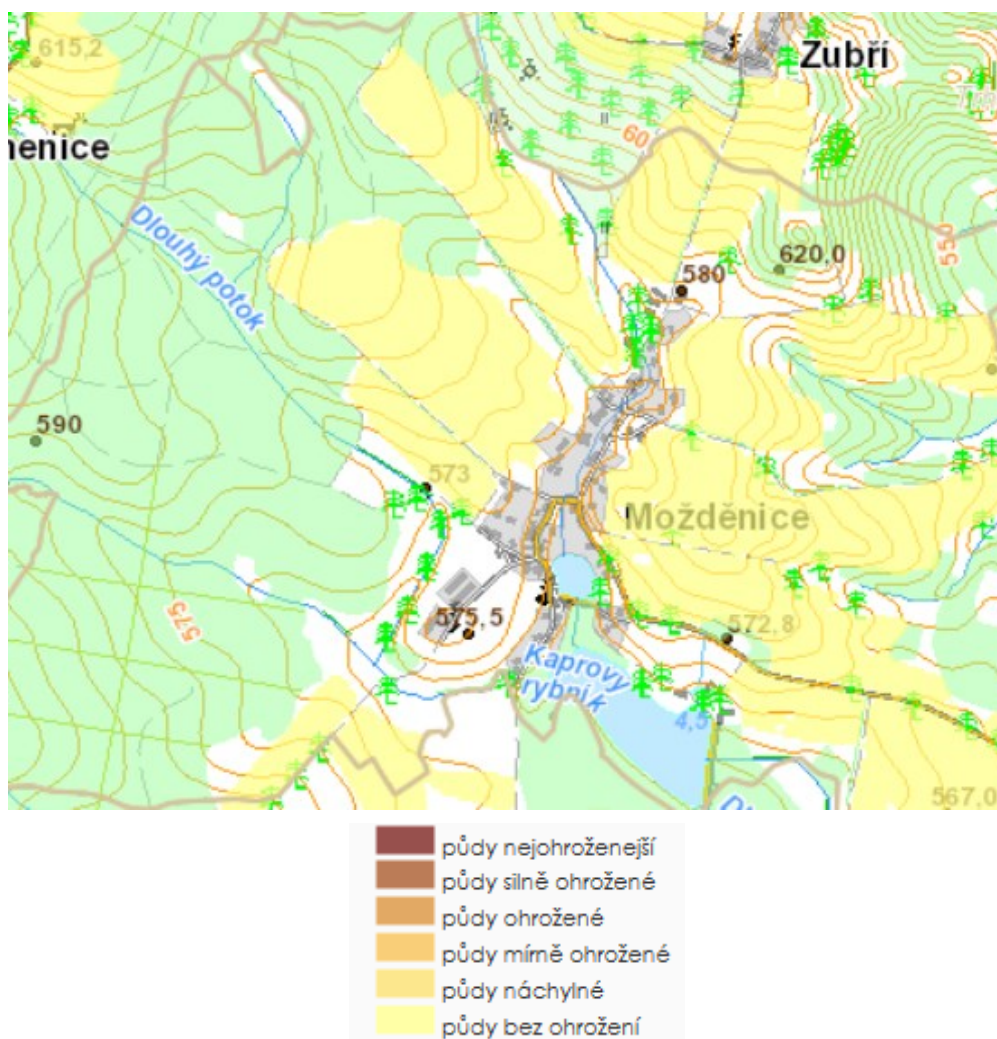 615,2
Zubří
menice
60
Dlouhý potok
550
620,0
580
590
573
Možděnice
575
575,5
572,8
Kaprový
rybník
4,5
567,0
půdy nejohroženejší
půdy silně ohrožené
půdy ohrožené
půdy mírně ohrožené
půdy náchylné
půdy bez ohrožení